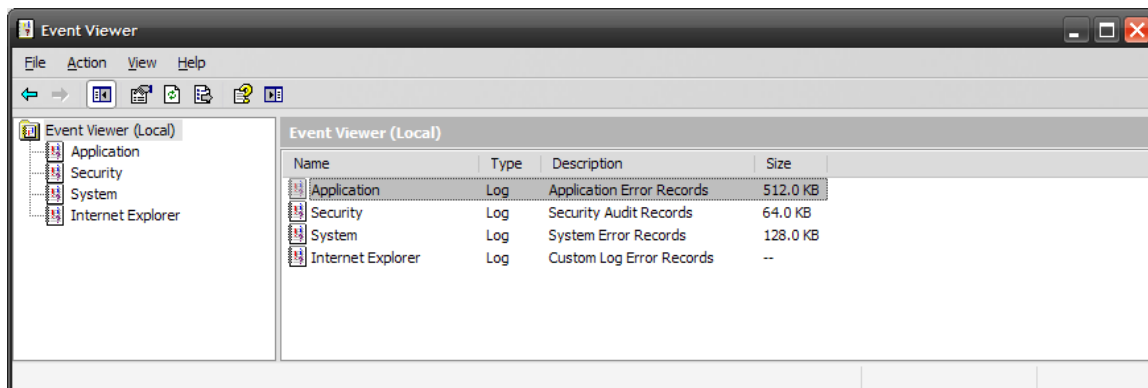 Event Viewer
File Action View Help
Event Viewer (Local)
Application
Security
System
Internet Explorer
Event Viewer (Local)
Name Type Description Size
Application Log Application Error Records 512.0 KB
Security Log Security Audit Records 64.0 KB
System Log System Error Records 128.0 KB
Internet Explorer Log Custom Log Error Records --